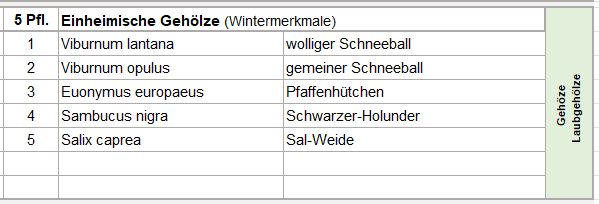 5 Pfl. Einheimische Gehölze (Wintermerkmale)
1 Viburnum lantana wolliger Schneeball
2 Viburnum opulus gemeiner Schneeball
3 Euonymus europaeus Pfaffenhütchen
4 Sambucus nigra Schwarzer-Holunder
5 Salix caprea Sal-Weide
Gehöze
Laubgehölze